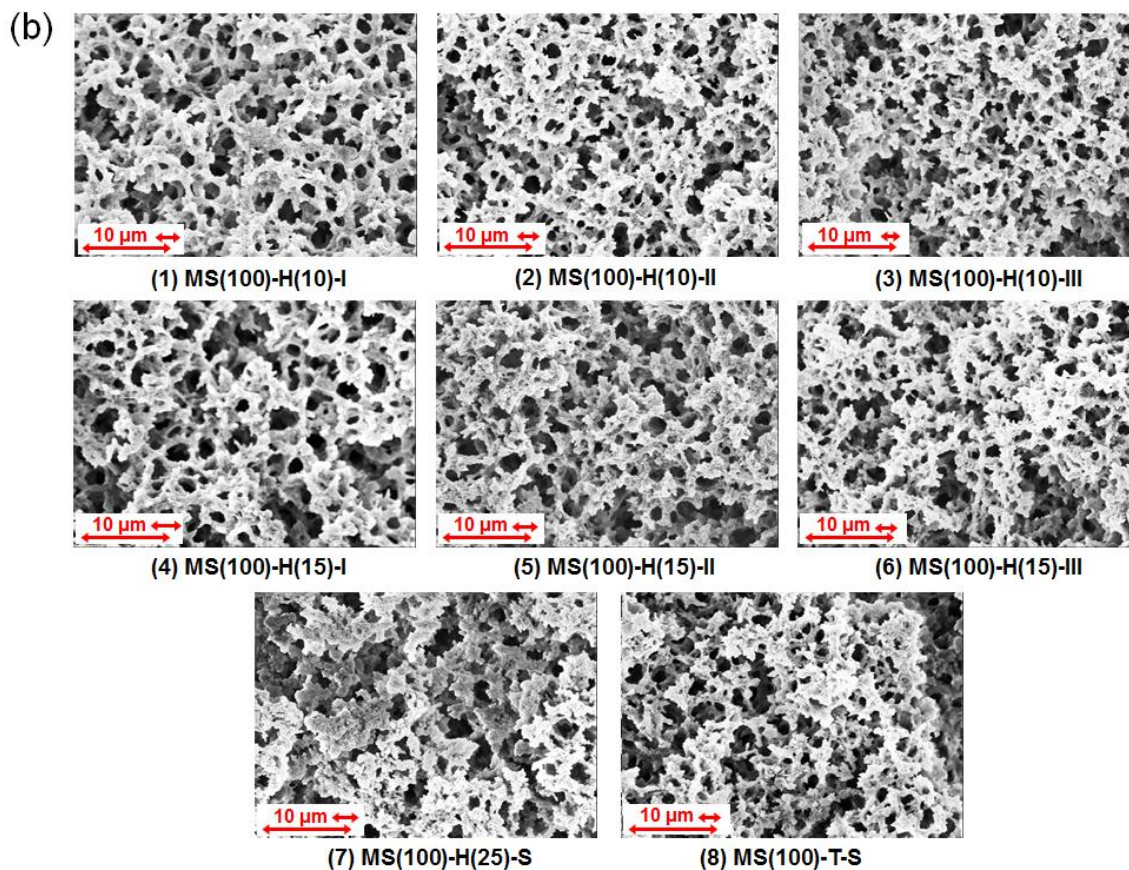 (b)
10 µm
10 µm
10 µm
(1) MS(100)-H(10)-I
(2) MS(100)-H(10)-II
(3) MS(100)-H(10)-III
10 µm
10 µm
10 µm
(4) MS(100)-H(15)-I
(5) MS(100)-H(15)-II
(6) MS(100)-H(15)-III
10 µm
10 µm
(7) MS(100)-H(25)-S
(8) MS(100)-T-S